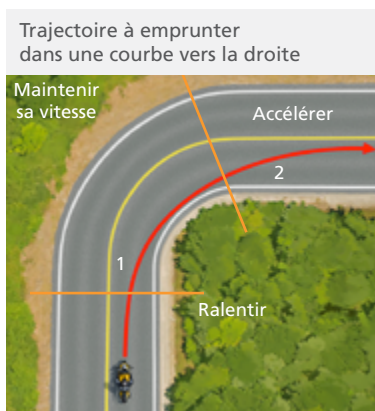 Trajectoire à emprunter
dans une courbe vers la droite
Maintenir
sa vitesse
Accélérer
2
1
Ralentir